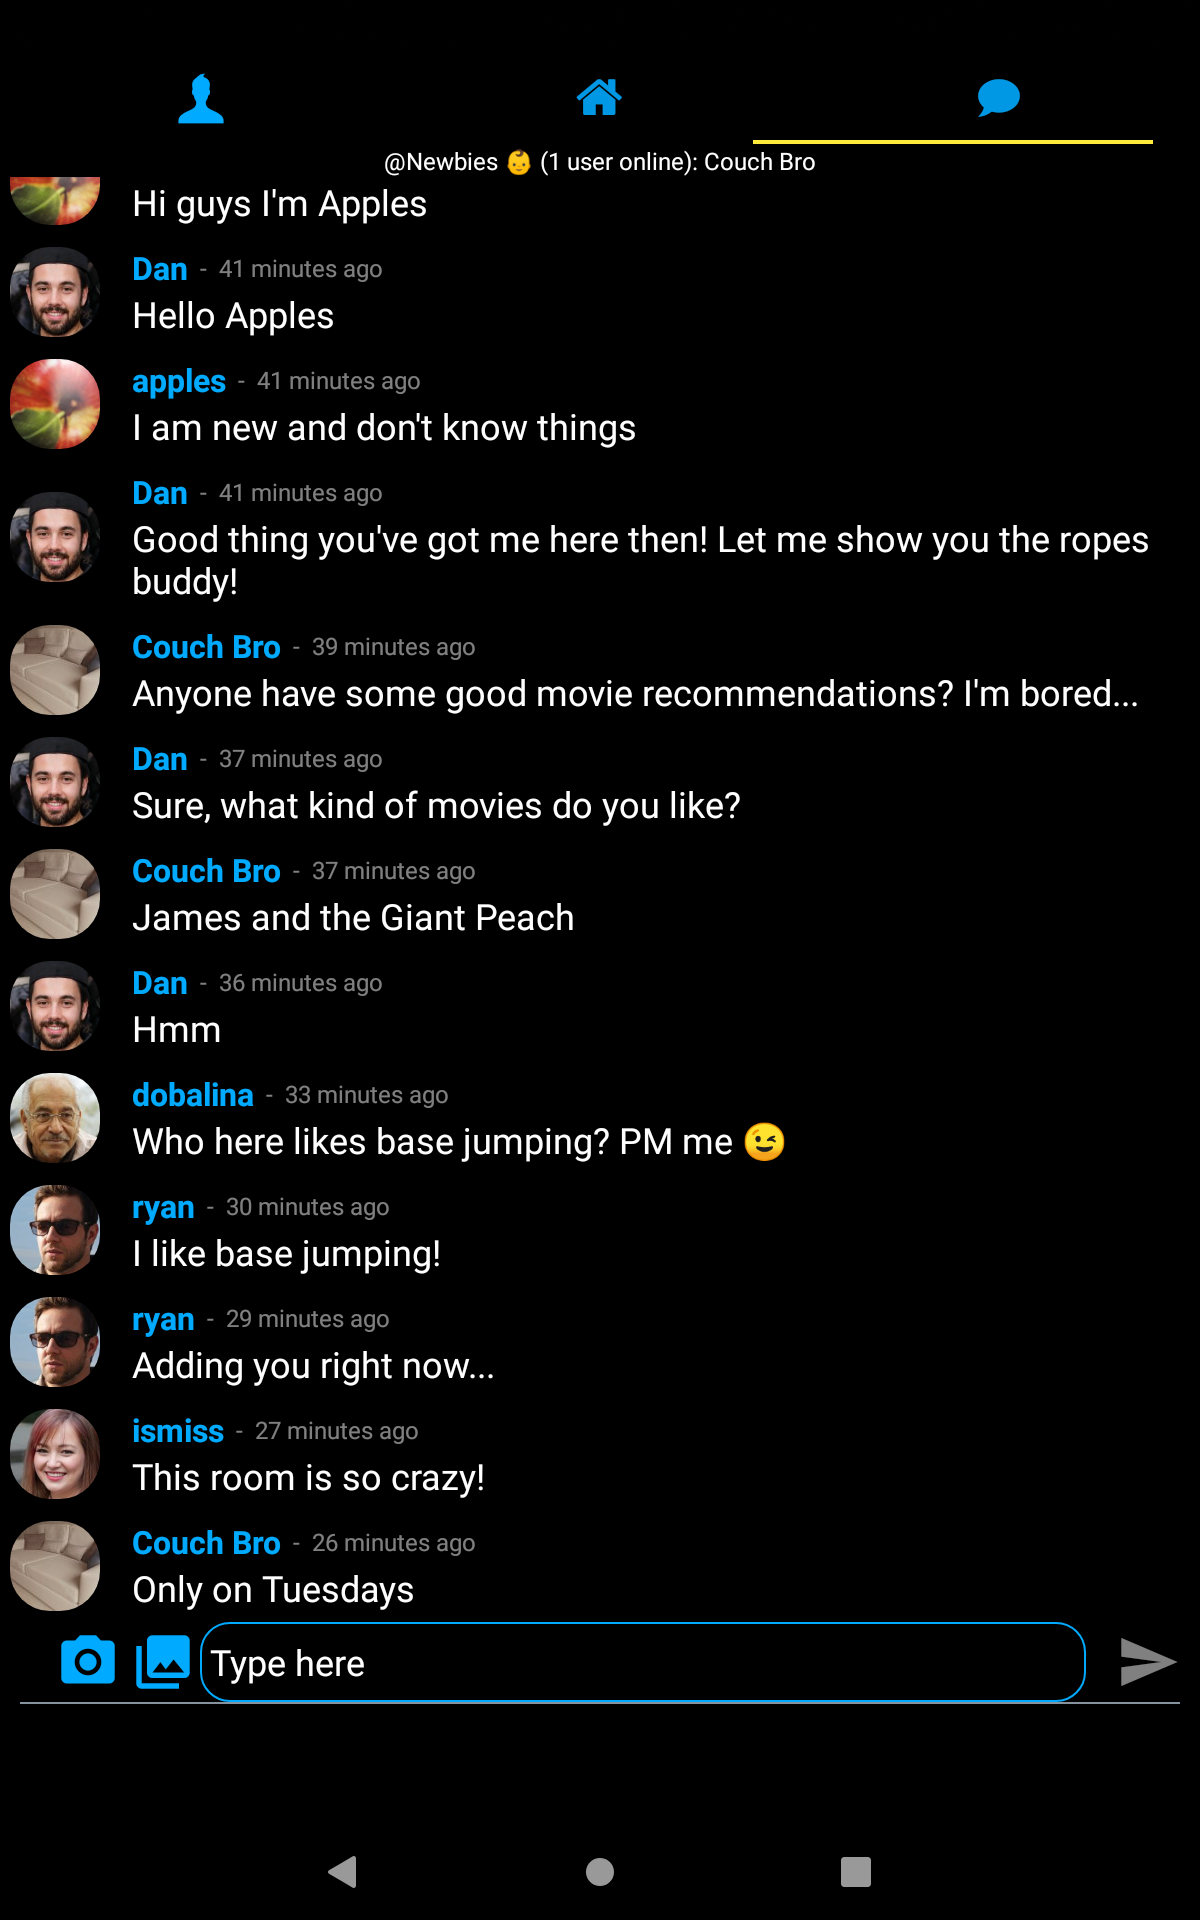 @Newbies 👶 (1 user online): Couch Bro
Hi guys I'm Apples
Dan - 41 minutes ago
Hello Apples
apples - 41 minutes ago
I am new and don't know things
Dan - 41 minutes ago
Good thing you've got me here then! Let me show you the ropes
buddy!
Couch Bro - 39 minutes ago
Anyone have some good movie recommendations? I'm bored...
Dan - 37 minutes ago
Sure, what kind of movies do you like?
Couch Bro - 37 minutes ago
James and the Giant Peach
Dan - 36 minutes ago
Hmm
dobalina - 33 minutes ago
Who here likes base jumping? PM me 😉
ryan - 30 minutes ago
I like base jumping!
ryan - 29 minutes ago
Adding you right now...
ismiss - 27 minutes ago
This room is so crazy!
Couch Bro - 26 minutes ago
Only on Tuesdays
Type here